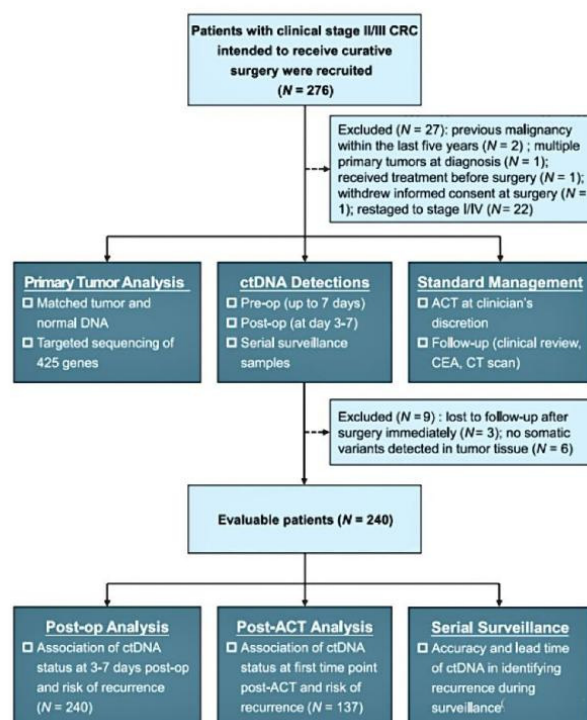 Patients with clinical stage II/III CRC
intended to receive curative
surgery were recruited
(N = 276)
Excluded (N = 27): previous malignancy
within the last five years (N = 2) ; multiple
primary tumors at diagnosis (N = 1);
received treatment before surgery (N = 1);
withdrew informed consent at surgery (N =
1); restaged to stage I/IV (N = 22)
Primary Tumor Analysis
Matched tumor and
normal DNA
Targeted sequencing of
425 genes
ctDNA Detections
Pre-op (up to 7 days)
Post-op (at day 3-7)
Serial surveillance
samples
Standard Management
ACT at clinician's
discretion
Follow-up (clinical review,
CEA, CT scan)
Excluded (N = 9) : lost to follow-up after
surgery immediately (N= 3); no somatic
variants detected in tumor tissue (N = 6)
Evaluable patients (N = 240)
Post-op Analysis
Association of ctDNA
status at 3-7 days post-op
and risk of recurrence
(N = 240)
Post-ACT Analysis
Association of ctDNA
status at first time point
post-ACT and risk of
recurrence (N = 137)
Serial Surveillance
Accuracy and lead time
of ctDNA in identifying
recurrence during
surveillance(